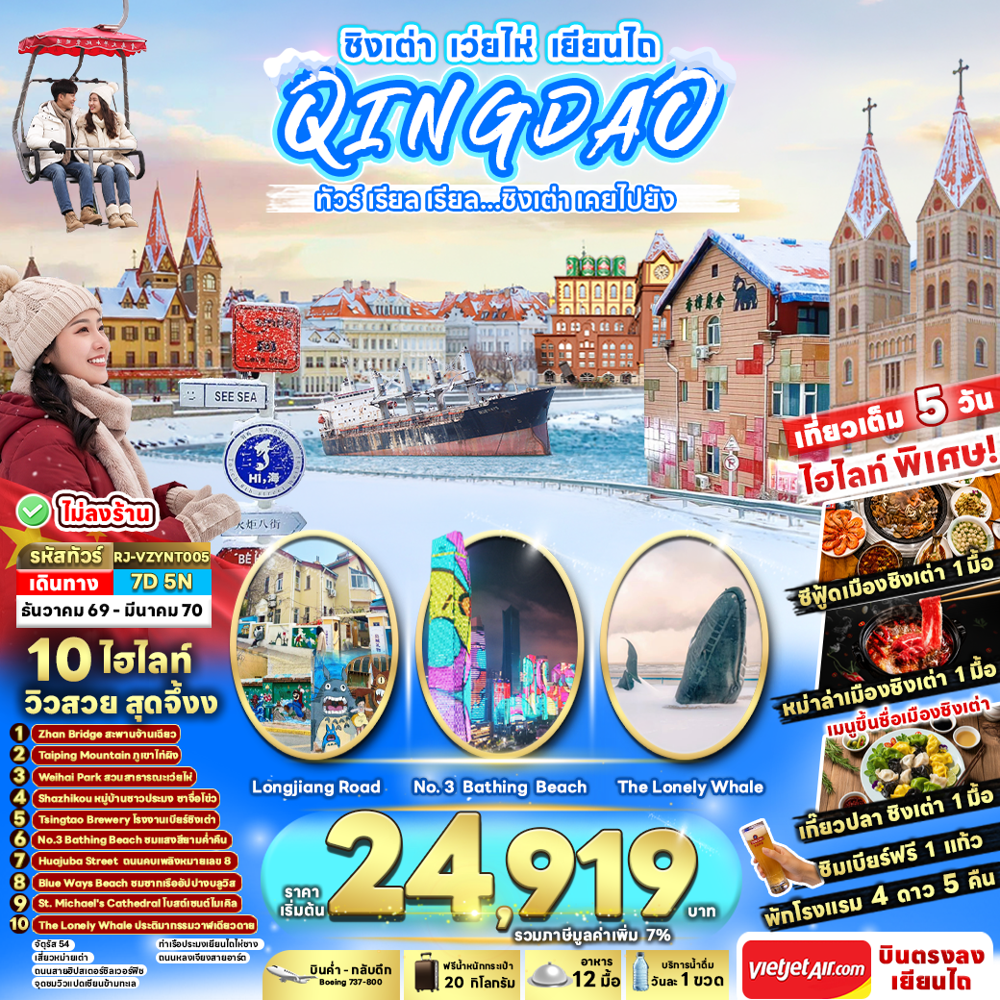 ชิงเต่า เว่ยไห่ เยียนไถ
QINGDAO
ทัวร์ เรียล เรียล...ชิงเต่า เคยไปยัง
SEE SEA
Hi,海
火炬八街
เที่ยวเต็ม 5 วัน
ไฮไลท์ พิเศษ!
ไม่ลงร้าน
รหัสทัวร์ RJ-VZYNT005
เดินทาง 7D 5N
ธันวาคม 69 - มีนาคม 70
10 ไฮไลท์
วิวสวย สุดจึ้งง
1 Zhan Bridge สะพานจ้านเฉียว
2 Taiping Mountain ภูเขาไท่ผิง
3 Weihai Park สวนสาธารณะเว่ยไห่
4 Shazhikou หมู่บ้านชาวประมง ซาจื่อโข่ว
5 Tsingtao Brewery โรงงานเบียร์ชิงเต่า
6 No.3 Bathing Beach ชมแสงสียามค่ำคืน
7 Huajuba Street ถนนคบเพลิงหมายเลข 8
8 Blue Ways Beach ชมซากเรืออัปปางบลูวิส
9 St. Michael's Cathedral โบสถ์เซนต์ไมเคิล
10 The Lonely Whale ประติมากรรมวาฬเดียวดาย
จัตุรัส 54
เสี่ยวหม่ายเต่า
ถนนสายฮิปสเตอร์ซิลเวอร์ฟิช
จุดชมวิวแปดเซียนข้ามทะเล
ท่าเรือประมงเยียนไถไห่ชาง
ถนนหลงเจียงสายอาร์ต
Longjiang Road
No. 3 Bathing Beach
The Lonely Whale
ซีฟู้ดเมืองชิงเต่า 1 มื้อ
หม่าล่าเมืองชิงเต่า 1 มื้อ
เมนูขึ้นชื่อเมืองชิงเต่า
เกี๊ยวปลา ชิงเต่า 1 มื้อ
ชิมเบียร์ฟรี 1 แก้ว
พักโรงแรม 4 ดาว 5 คืน
ราคา
เริ่มต้น
24,919
บาท
รวมภาษีมูลค่าเพิ่ม 7%
บินค่ำ - กลับดึก
Boeing 737-800
ฟรีน้ำหนักกระเป๋า
20 กิโลกรัม
อาหาร
12 มื้อ
บริการน้ำดื่ม
วันละ 1 ขวด
vietjetAir.com
บินตรงลง
เยียนไถ